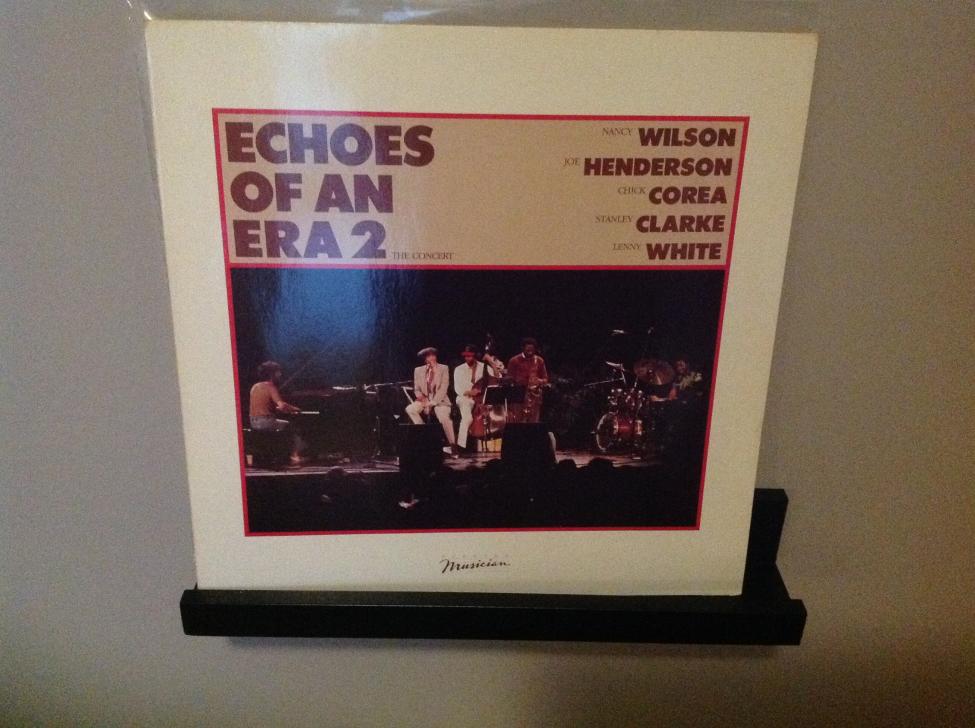 ECHOES
OF AN
ERA 2 THE CONCERT
NANCY WILSON
JOE HENDERSON
CHICK COREA
STANLEY CLARKE
LENNY WHITE
Musician